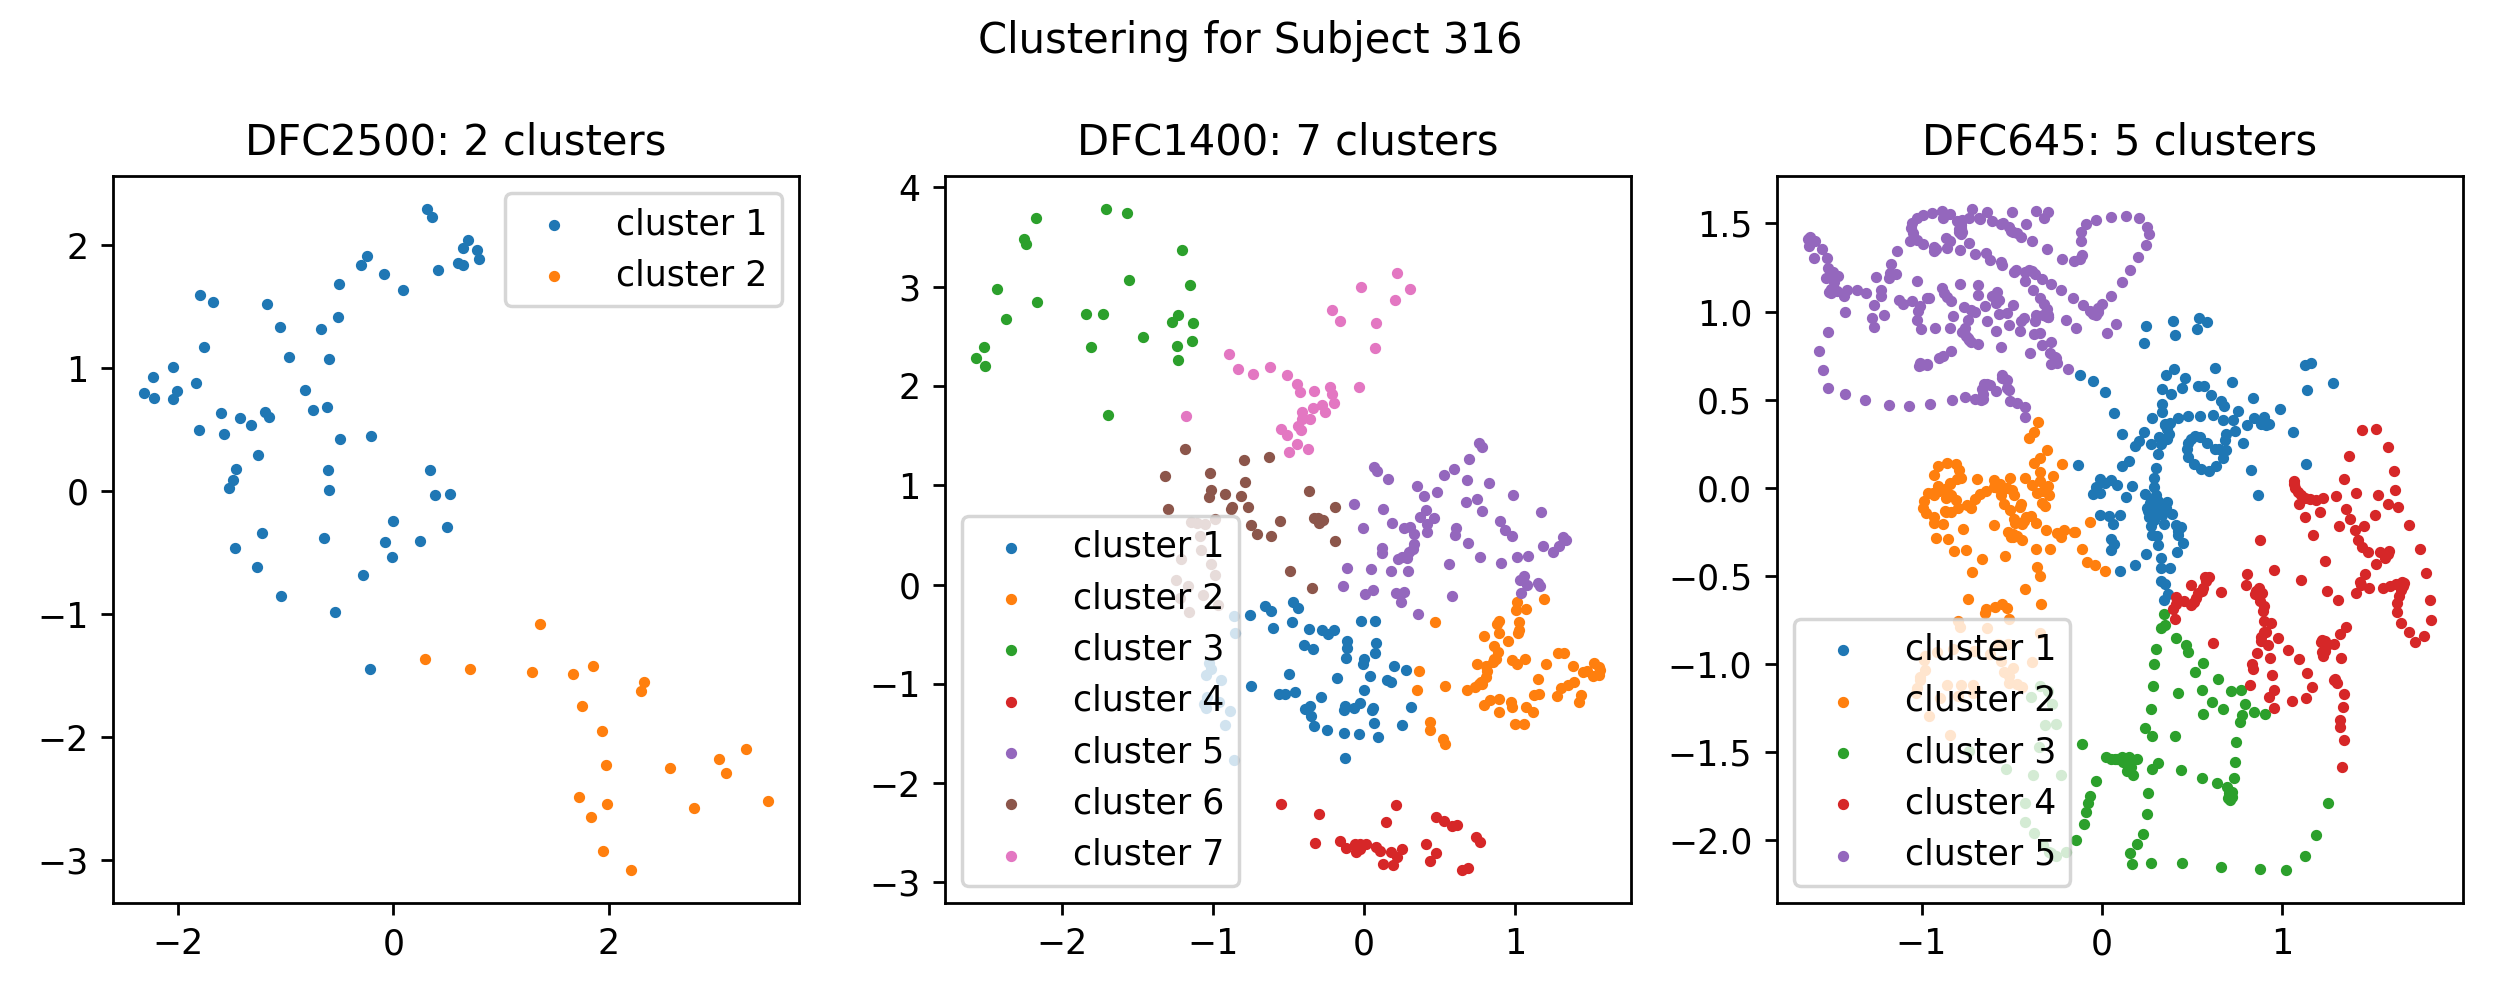 Clustering for Subject 316
DFC2500: 2 clusters
cluster 1
cluster 2
2
1
0
−1
−2
−3
−2
0
2
DFC1400: 7 clusters
4
3
2
1
0
−1
−2
−3
cluster 1
cluster 2
cluster 3
cluster 4
cluster 5
cluster 6
cluster 7
−2
−1
0
1
DFC645: 5 clusters
1.5
1.0
0.5
0.0
−0.5
−1.0
−1.5
−2.0
cluster 1
cluster 2
cluster 3
cluster 4
cluster 5
−1
0
1